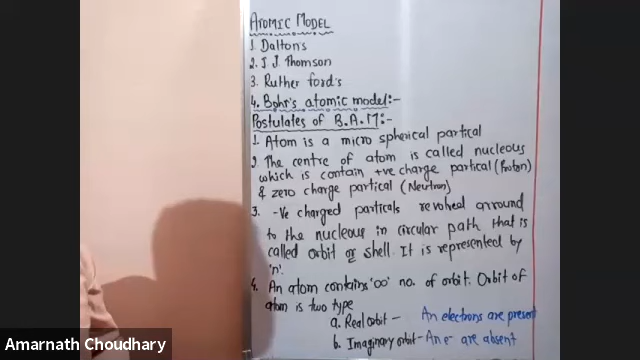 ATOMIC MODEL
1. Dalton's
2. J J. Thomson
3. Ruther ford's
4. Bohr's atomic model:-
Postulates of B.A.M:-
1. Atom is a micro spherical partical
2. The centre of atom is called nucleous
which is contain +ve charge partical (Proton)
& zero charge partical (Neutron)
3. -Ve charged particals revolved arround
to the nucleous in circular path that is
called orbit or shell. It is represented by
'n'.
4. An atom contains '∞' no. of orbit. Orbit of
atom is two type
a. Real orbit - An electrons are present
b. Imaginary orbit - An e- are absent
Amarnath Choudhary